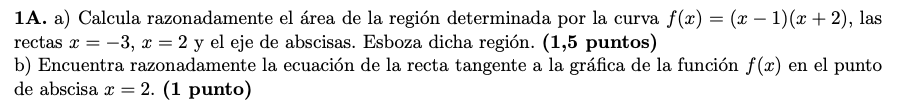 1A. a) Calcula razonadamente el área de la región determinada por la curva f(x) = (x − 1)(x + 2), las
rectas x = −3, x = 2 y el eje de abscisas. Esboza dicha región. (1,5 puntos)
b) Encuentra razonadamente la ecuación de la recta tangente a la gráfica de la función f(x) en el punto
de abscisa x = 2. (1 punto)